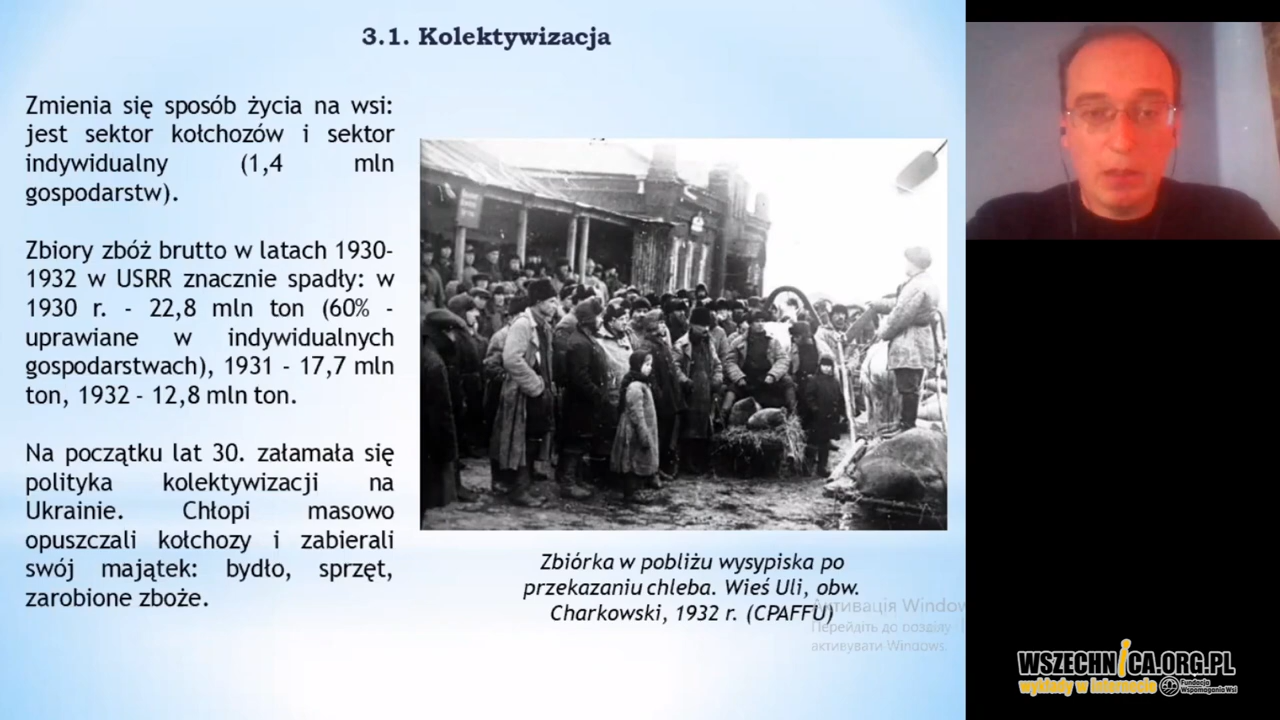 3.1. Kolektywizacja
Zmienia się sposób życia na wsi:
jest sektor kołchozów i sektor
indywidualny (1,4 mln
gospodarstw).
Zbiory zbóż brutto w latach 1930-
1932 w USRR znacznie spadły: w
1930 r. - 22,8 mln ton (60% -
uprawiane w indywidualnych
gospodarstwach), 1931 - 17,7 mln
ton, 1932 - 12,8 mln ton.
Na początku lat 30. załamała się
polityka kolektywizacji na
Ukrainie. Chłopi masowo
opuszczali kołchozy i zabierali
swój majątek: bydło, sprzęt,
zarobione zboże.
Zbiórka w pobliżu wysypiska po
przekazaniu chleba. Wieś Uli, obw.
Charkowski, 1932 r. (CPAFFU)
Активація Window
Перейдіть до розділу
активувати Windows.
WSZECHNICA.ORG.PL
wykłady w internecie
Fundacja
Wspomagania Wsi